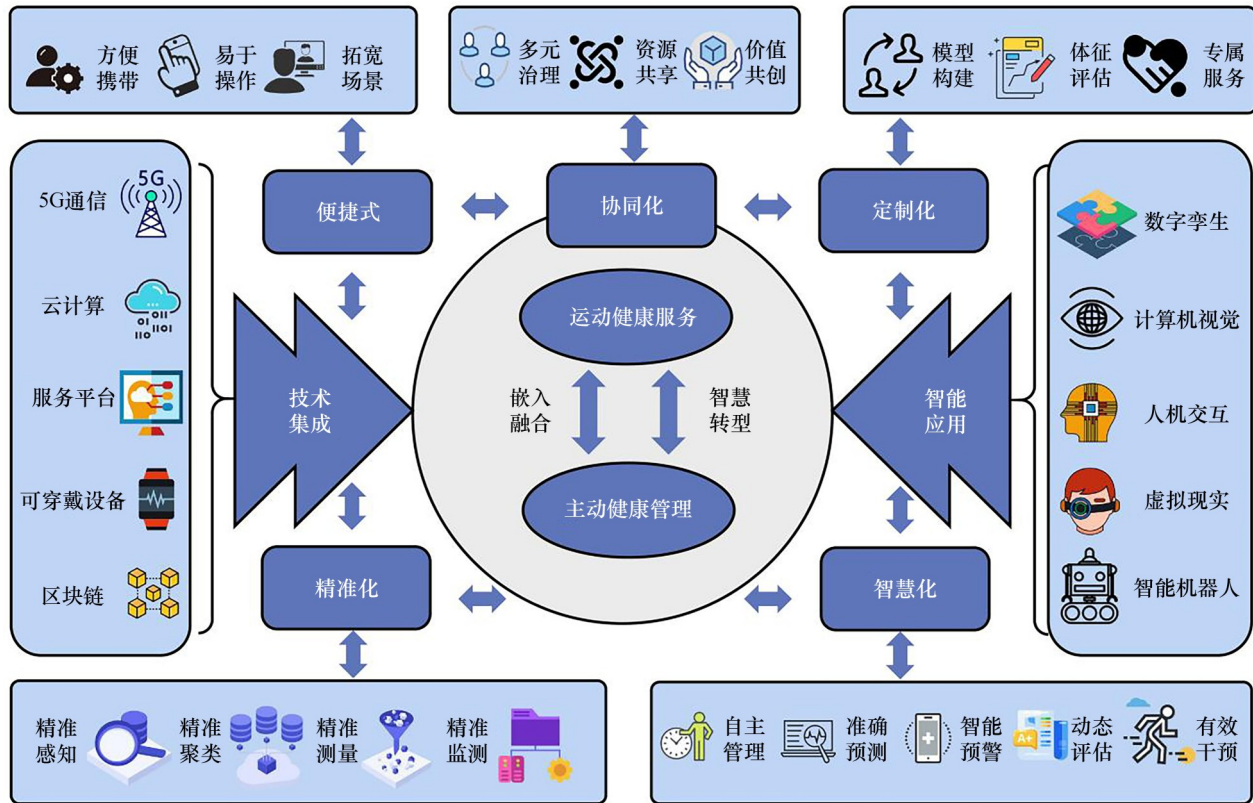 方便
携带
易于
操作
拓宽
场景
多元
治理
资源
共享
价值
共创
模型
构建
体征
评估
专属
服务
5G通信
5G
云计算
服务平台
可穿戴设备
区块链
便捷式
协同化
定制化
技术
集成
运动健康服务
嵌入
融合
智慧
转型
主动健康管理
智能
应用
精准化
智慧化
数字孪生
计算机视觉
人机交互
虚拟现实
智能机器人
精准
感知
精准
聚类
精准
测量
精准
监测
自主
管理
准确
预测
智能
预警
A+
动态
评估
有效
干预